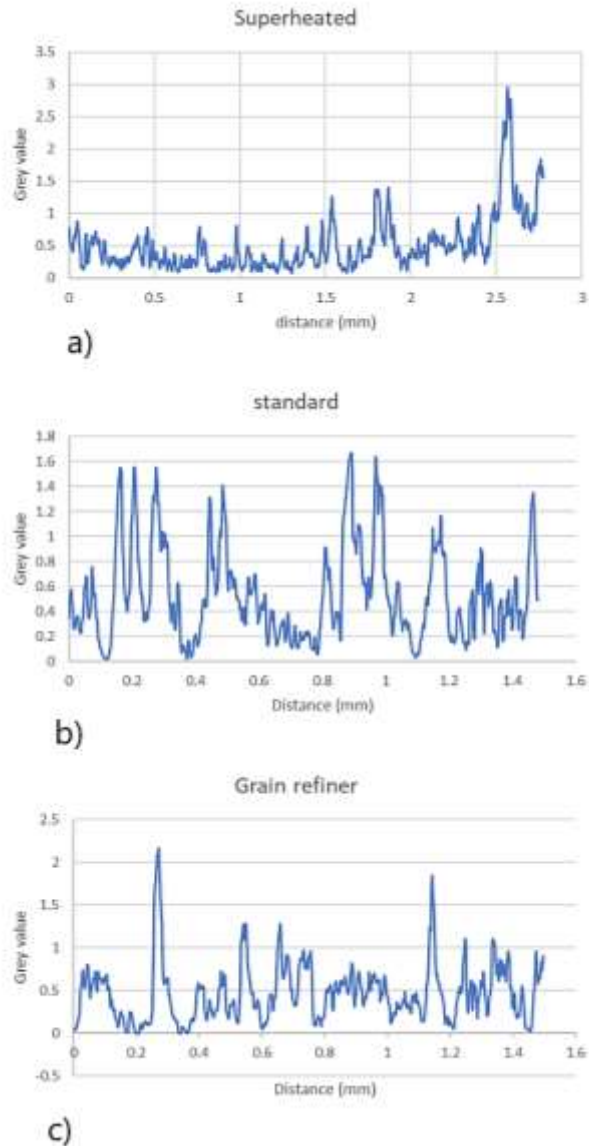 Superheated
3.5
3
2.5
2
1.5
1
0.5
0
Grey value
0 0.5 1 1.5 2 2.5 3
distance (mm)
a)
standard
1.8
1.6
1.4
1.2
1
0.8
0.6
0.4
0.2
0
Grey value
0 0.2 0.4 0.6 0.8 1 1.2 1.4 1.6
Distance (mm)
b)
Grain refiner
2.5
2
1.5
1
0.5
0
-0.5
Grey value
0 0.2 0.4 0.6 0.8 1 1.2 1.4 1.6
Distance (mm)
c)